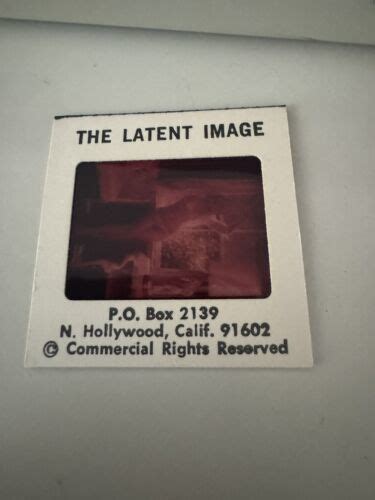 THE LATENT IMAGE
P.O. Box 2139
N. Hollywood, Calif. 91602
© Commercial Rights Reserved